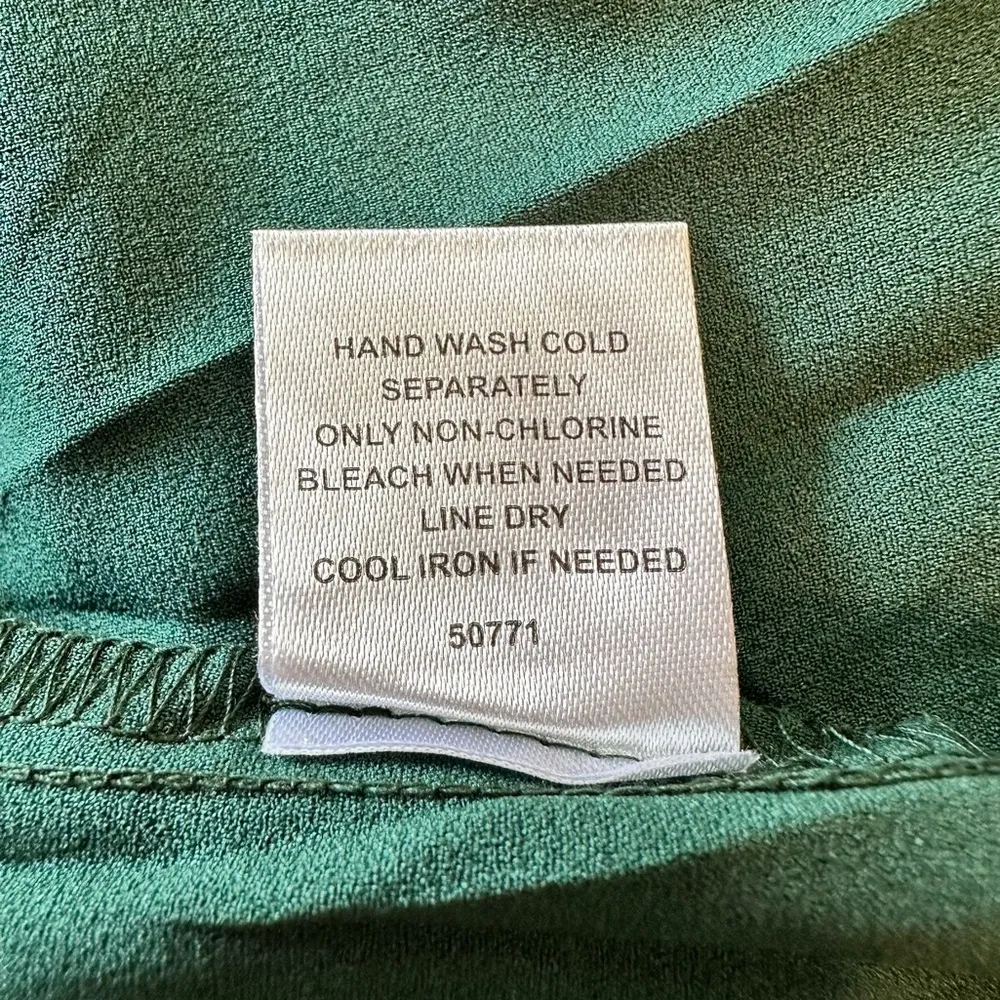 HAND WASH COLD
SEPARATELY
ONLY NON-CHLORINE
BLEACH WHEN NEEDED
LINE DRY
COOL IRON IF NEEDED
50771